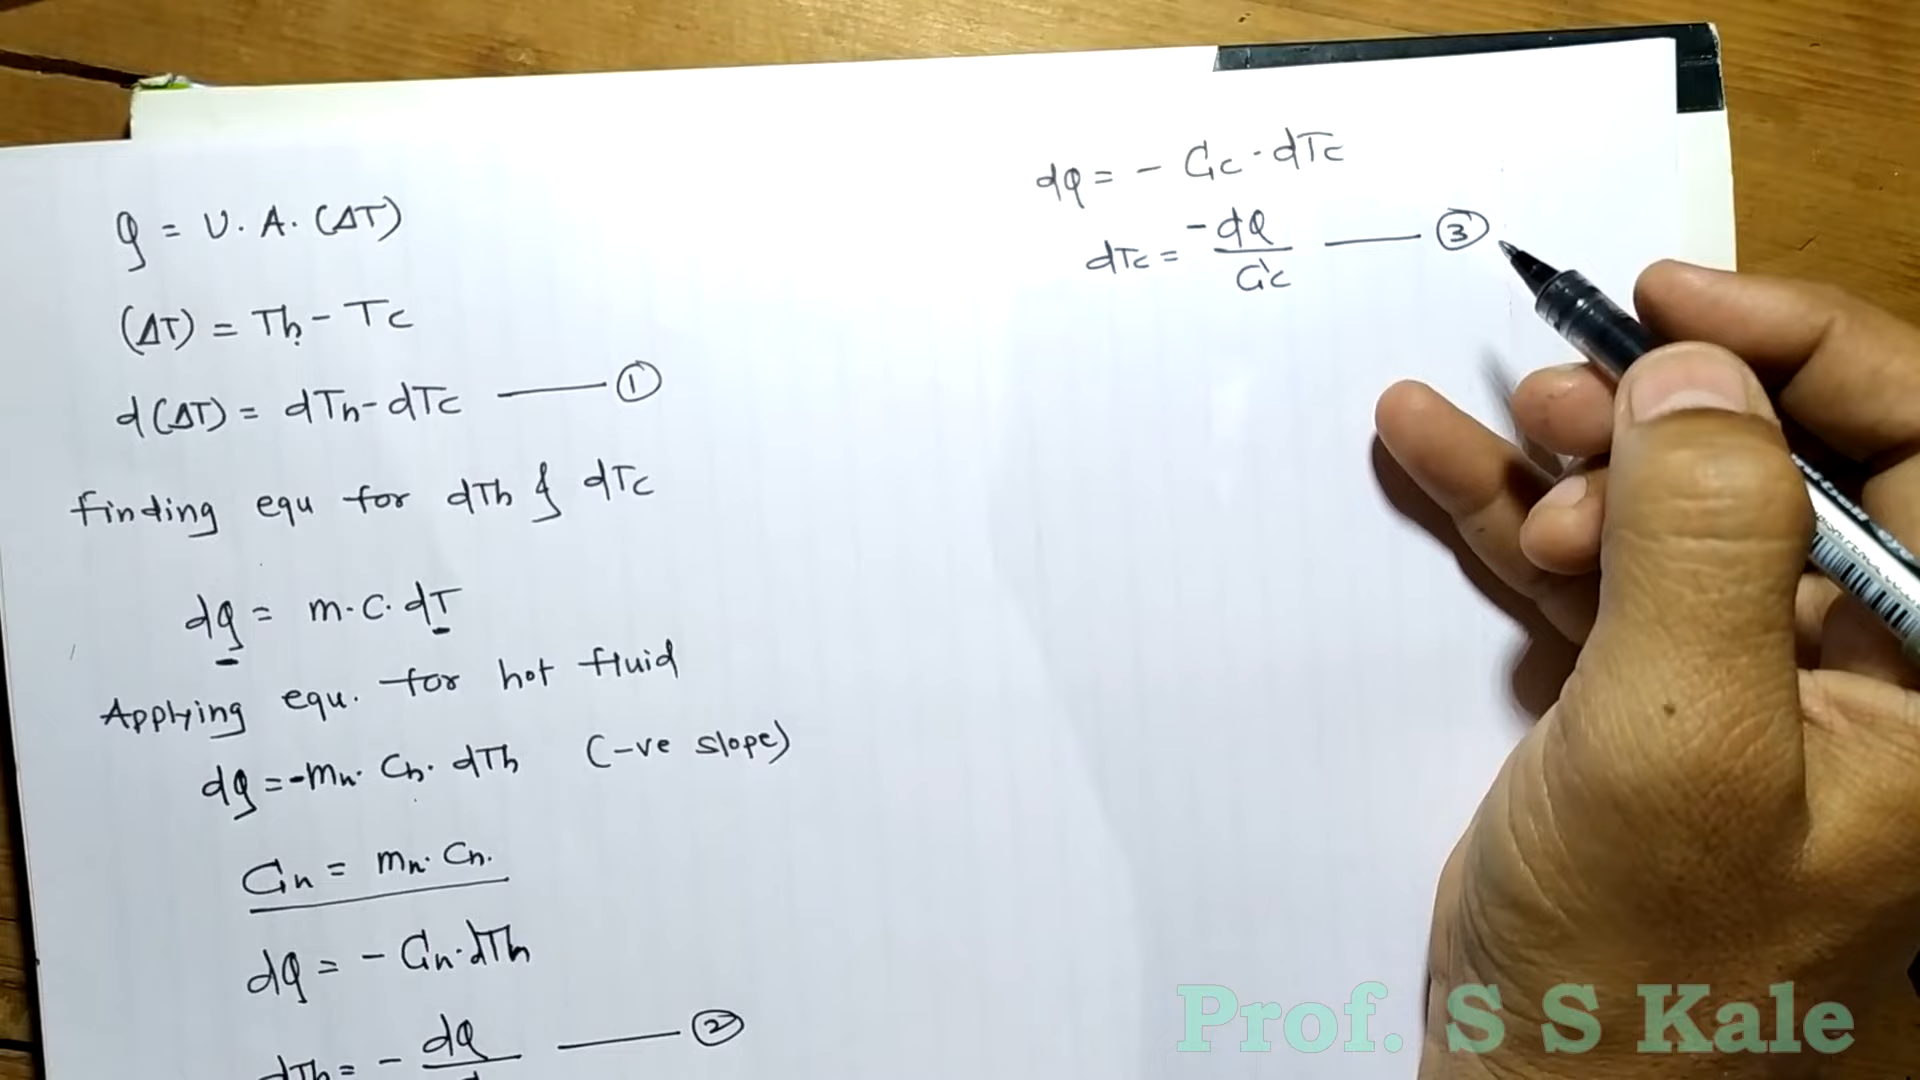 Q = U. A. (ΔT)
(ΔT) = Th - Tc
d(ΔT) = dTh - dTc —— ①
Finding equ for dTh & dTc
dQ = m. c. dT
Applying equ. for hot fluid
dQ = -mh. Ch. dTh (-ve slope)
Ch = mh. Ch.
dQ = - Ch. dTh
dTh = - dQ —— ②
dQ = - Cc . dTc
dTc = -dQ / Cc —— ③
Prof. S S Kale